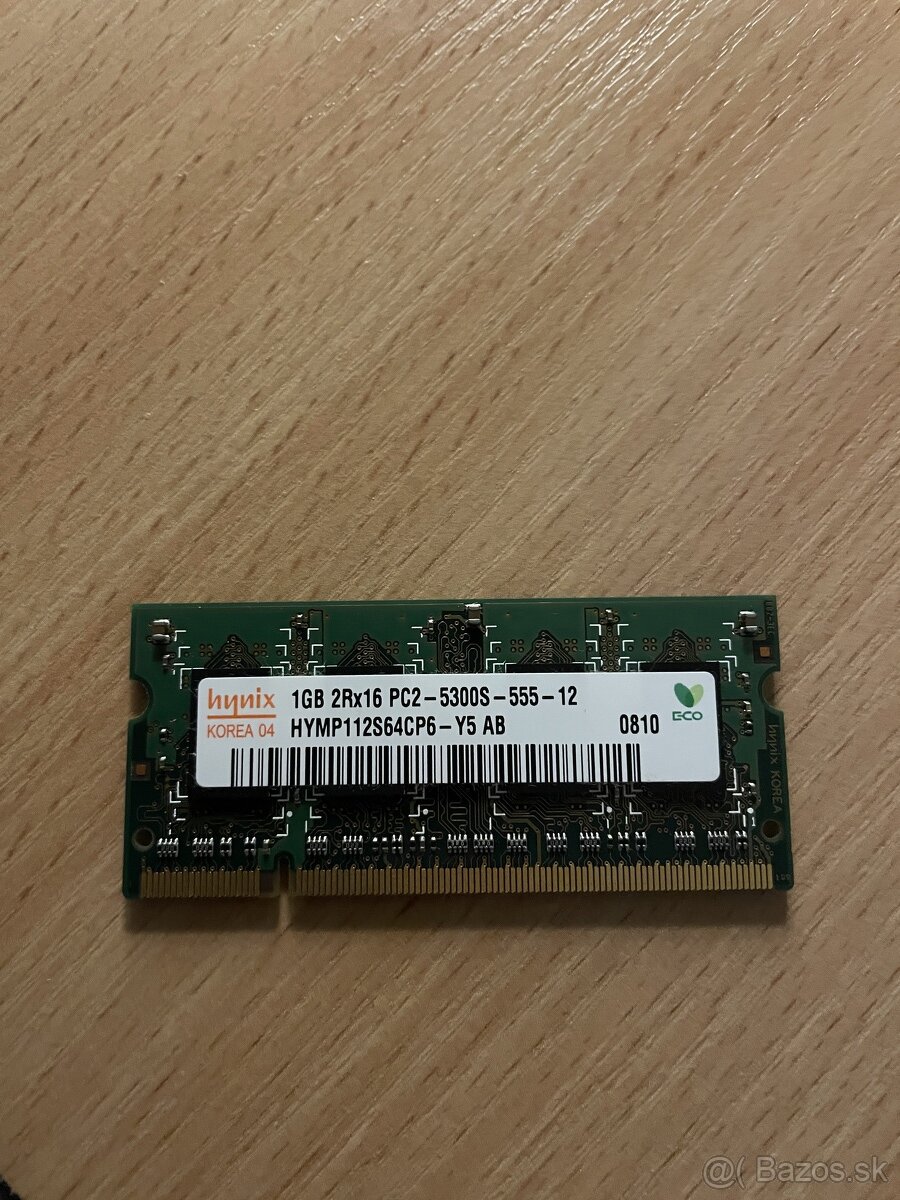 hynix
KOREA 04
1GB 2Rx16 PC2-5300S-555-12
HYMP112S64CP6-Y5 AB
0810
ECO
hynix KOREA
@( Bazos.sk